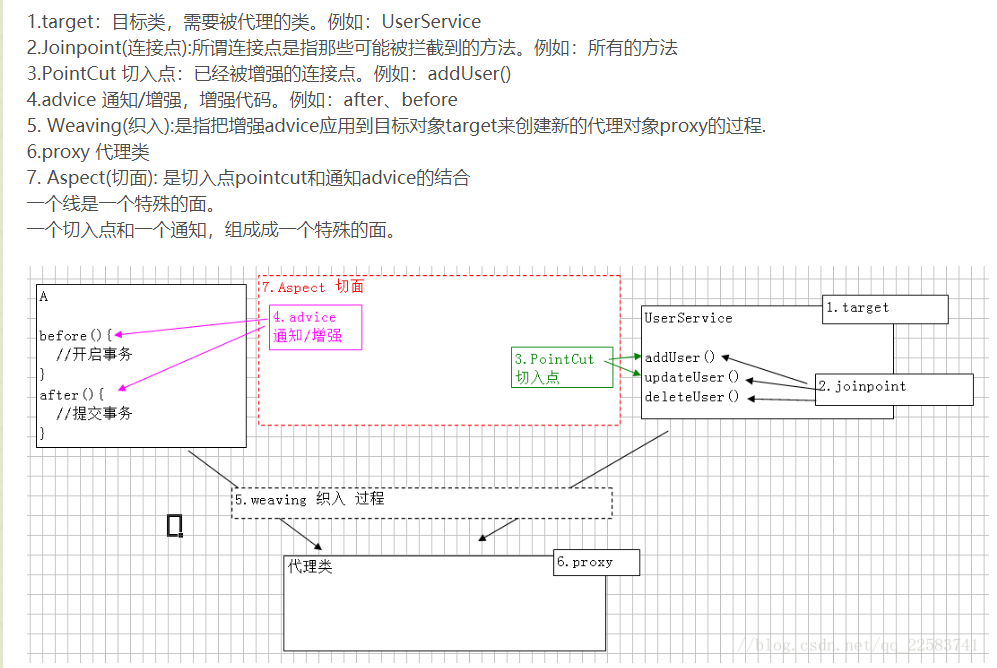 1.target：目标类，需要被代理的类。例如：UserService
2.Joinpoint(连接点):所谓连接点是指那些可能被拦截到的方法。例如：所有的方法
3.PointCut 切入点：已经被增强的连接点。例如：addUser()
4.advice 通知/增强，增强代码。例如：after、before
5. Weaving(织入):是指把增强advice应用到目标对象target来创建新的代理对象proxy的过程.
6.proxy 代理类
7. Aspect(切面): 是切入点pointcut和通知advice的结合
一个线是一个特殊的面。
一个切入点和一个通知，组成成一个特殊的面。
A
before(){
//开启事务
}
after(){
//提交事务
}
7.Aspect 切面
4.advice
通知/增强
3.PointCut
切入点
1.target
UserService
addUser()
updateUser()
deleteUser()
2.joinpoint
5.weaving 织入 过程
代理类
6.proxy
//blog.csdn.net/qq_22583741